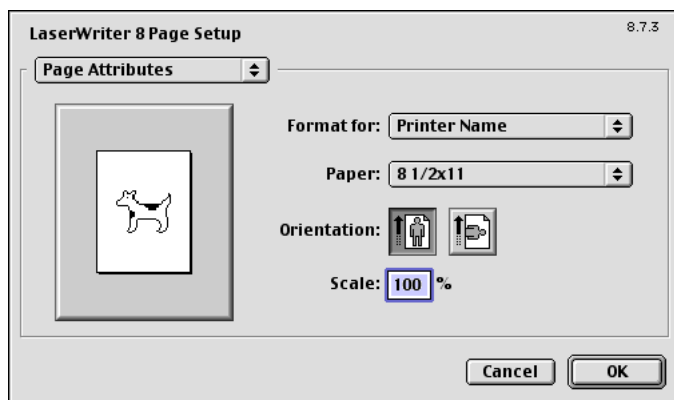 LaserWriter 8 Page Setup
8.7.3
Page Attributes
Format for: Printer Name
Paper: 8 1/2x11
Orientation:
Scale: 100 %
Cancel OK